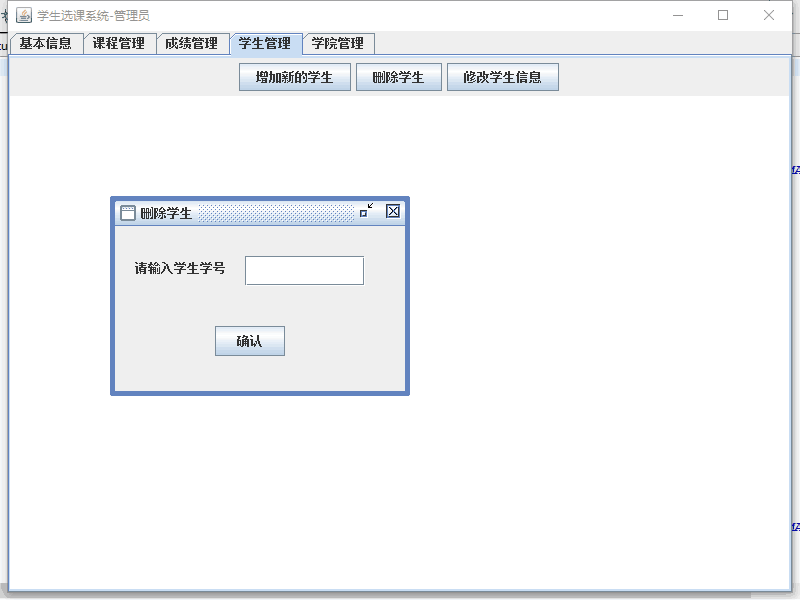 学生选课系统-管理员
基本信息 课程管理 成绩管理 学生管理 学院管理
增加新的学生 删除学生 修改学生信息
删除学生
请输入学生学号
确认